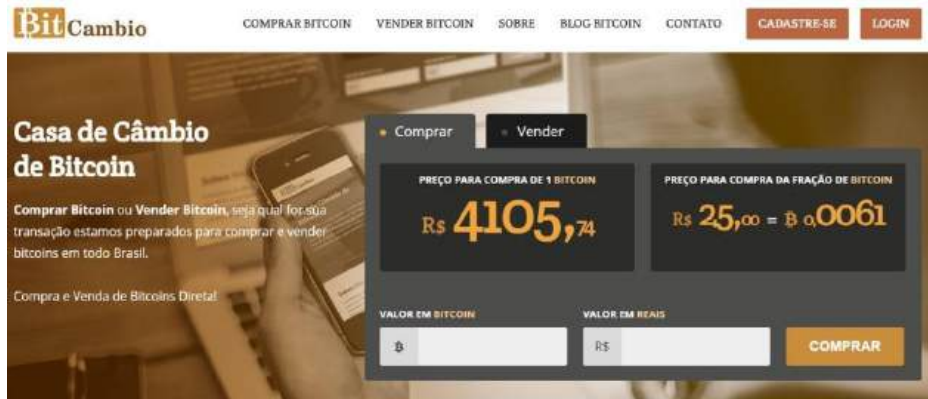 BitCambio
COMPRAR BITCOIN VENDER BITCOIN SOBRE BLOG BITCOIN CONTATO CADASTRE-SE LOGIN
Casa de Câmbio
de Bitcoin
Comprar Bitcoin ou Vender Bitcoin, seja qual for sua
transação estamos preparados para comprar e vender
bitcoins em todo Brasil.
Compra e Venda de Bitcoins Direta!
Comprar Vender
PREÇO PARA COMPRA DE 1 BITCOIN
R$ 4105,74
PREÇO PARA COMPRA DA FRAÇÃO DE BITCOIN
R$ 25,00 = ₿ 0,0061
VALOR EM BITCOIN
₿
VALOR EM REAIS
R$
COMPRAR